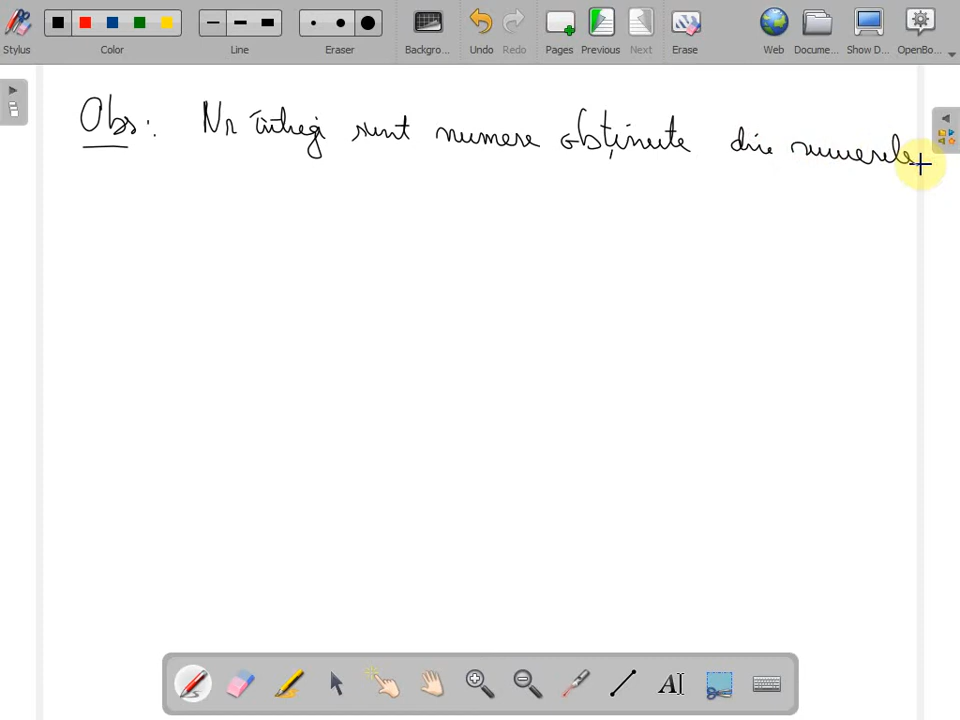 Stylus Color Line Eraser Backgro... Undo Redo Pages Previous Next Erase Web Docume... Show D... OpenBo...
Obs: Nr întregi sunt numere obținute din numerele
AI